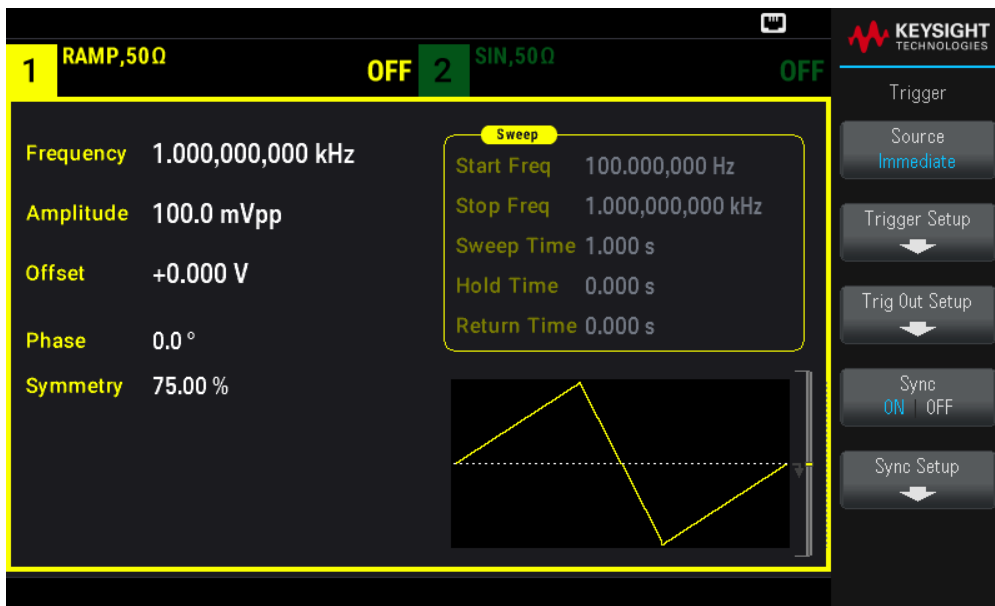 KEYSIGHT
TECHNOLOGIES
1 RAMP,50Ω OFF
2 SIN,50Ω OFF
Frequency 1.000,000,000 kHz
Amplitude 100.0 mVpp
Offset +0.000 V
Phase 0.0 °
Symmetry 75.00 %
Sweep
Start Freq 100.000,000 Hz
Stop Freq 1.000,000,000 kHz
Sweep Time 1.000 s
Hold Time 0.000 s
Return Time 0.000 s
Trigger
Source
Immediate
Trigger Setup
Trig Out Setup
Sync
ON | OFF
Sync Setup